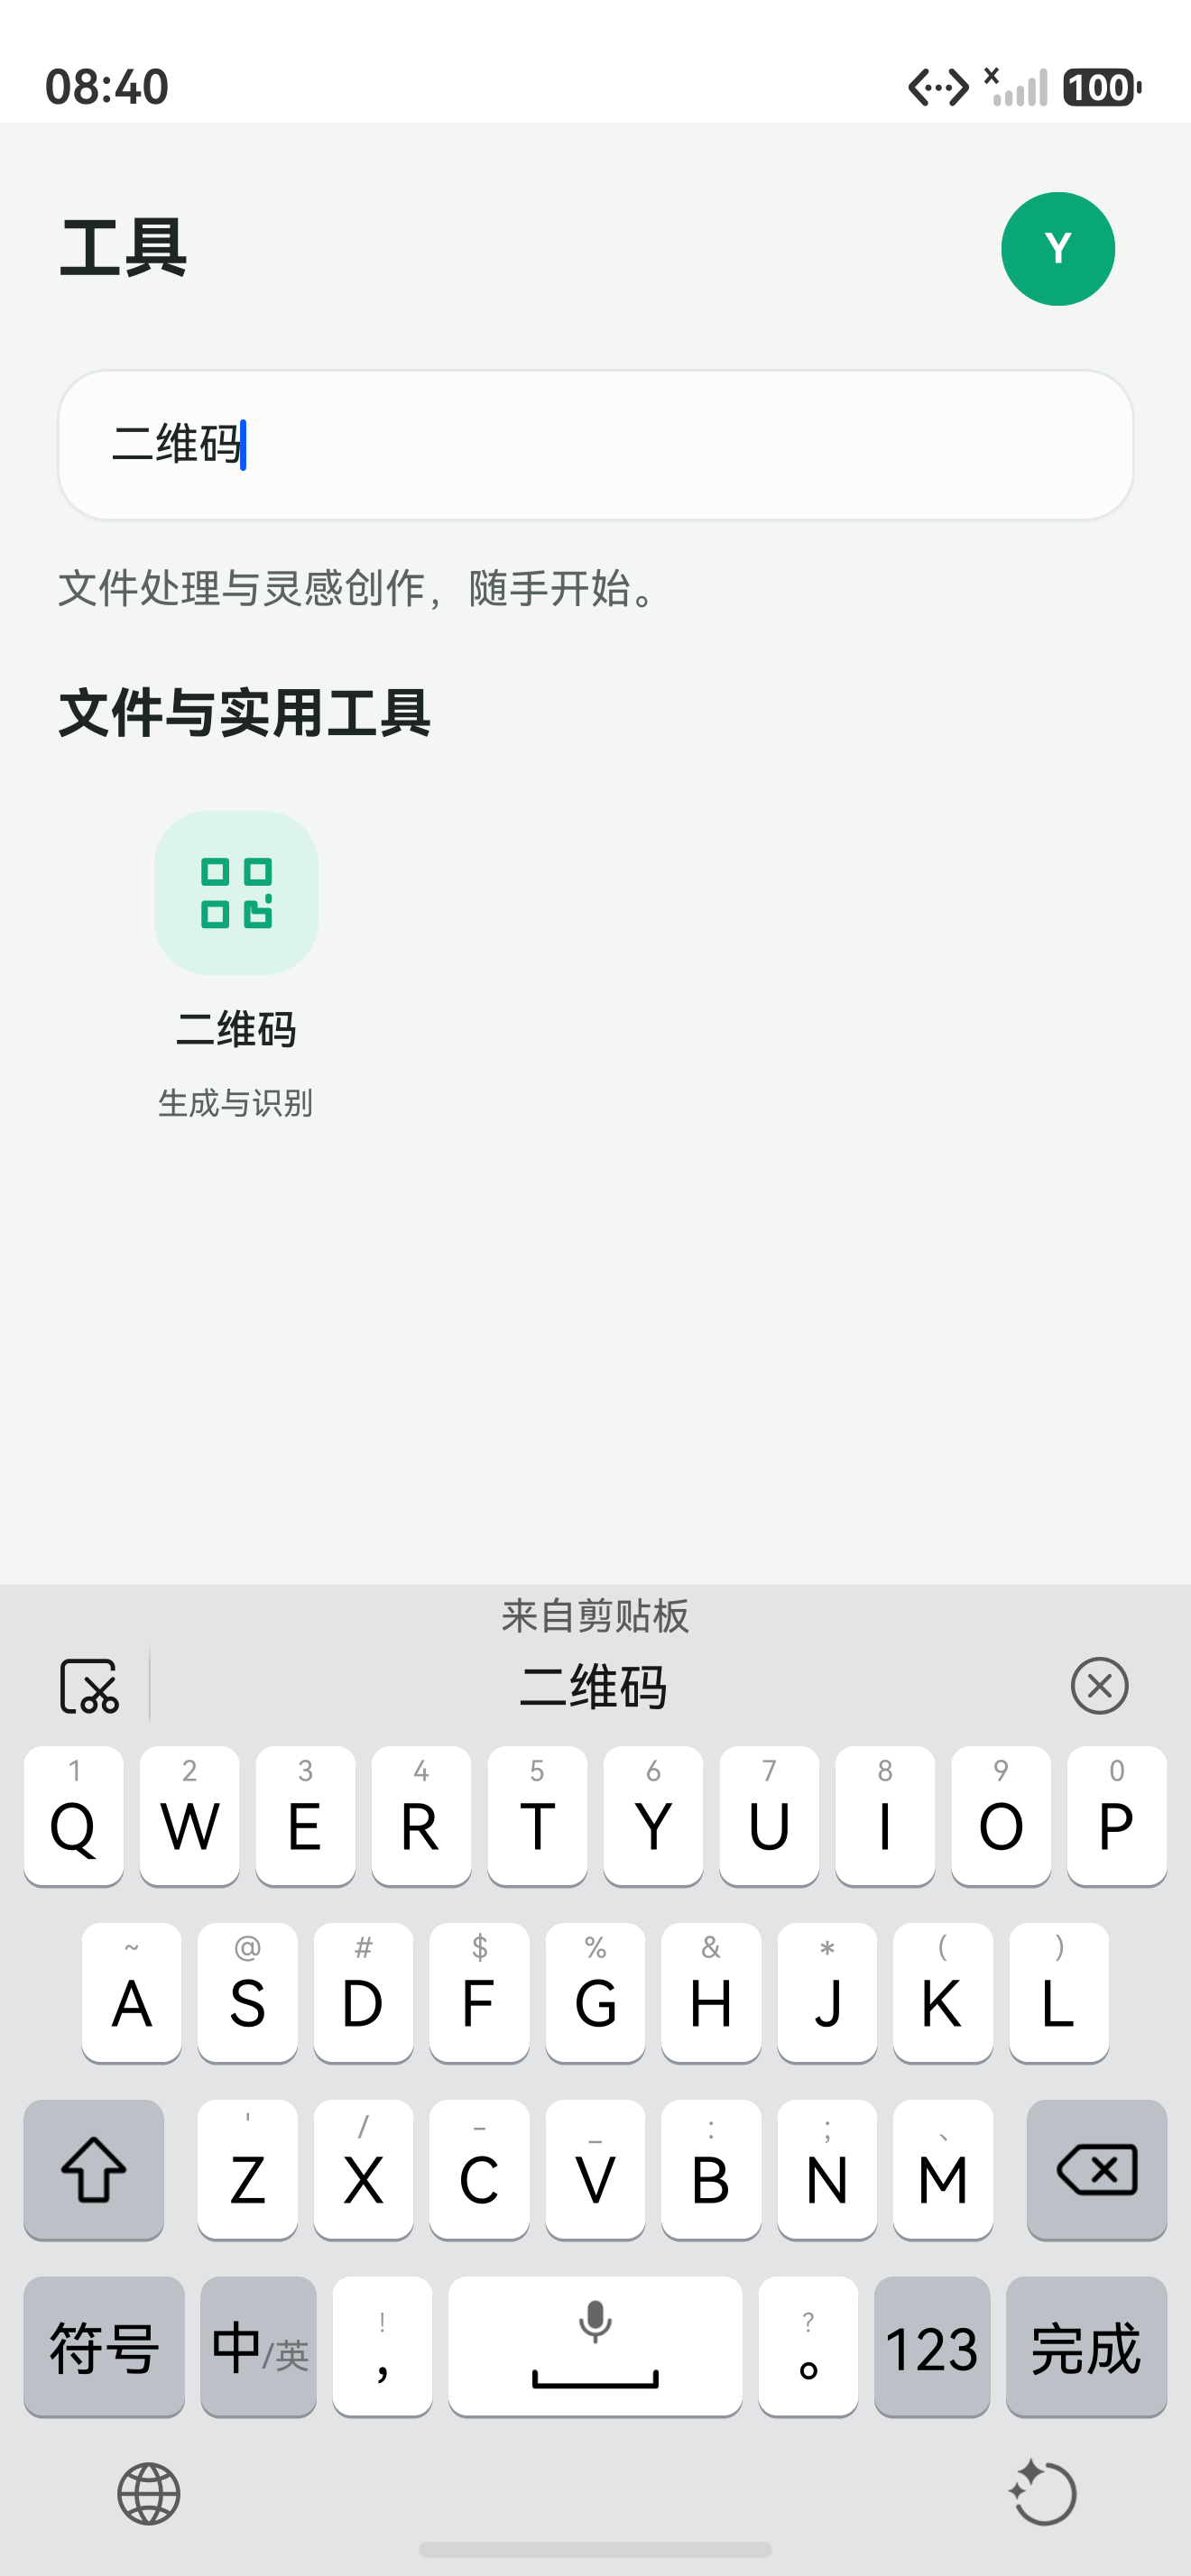 08:40
100
工具
Y
二维码
文件处理与灵感创作，随手开始。
文件与实用工具
二维码
生成与识别
来自剪贴板
二维码
1 2 3 4 5 6 7 8 9 0
Q W E R T Y U I O P
~ @ # $ % & * ( )
A S D F G H J K L
' / - _ : ; 、
Z X C V B N M
! ?
符号 中/英 , 。 123 完成